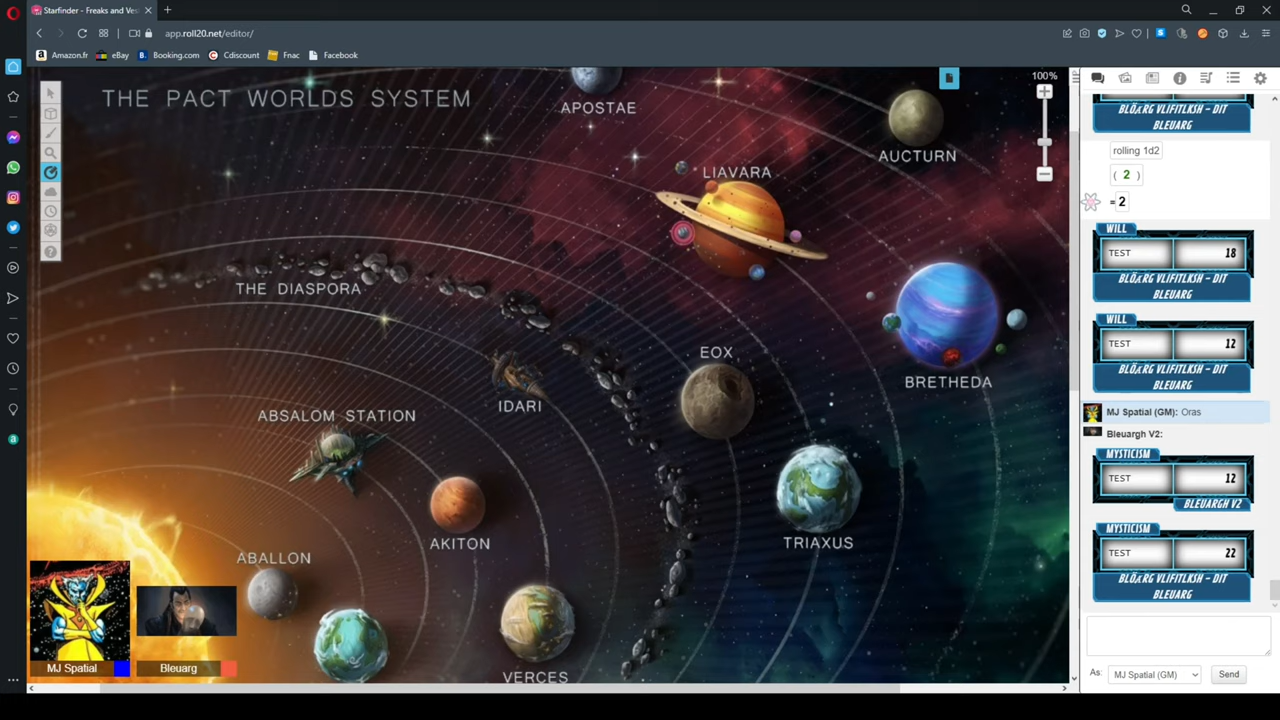 Starfinder - Freaks and Ves
app.roll20.net/editor/
Amazon.fr
eBay
Booking.com
Cdiscount
Fnac
Facebook
THE PACT WORLDS SYSTEM
100%
APOSTAE
AUCTURN
LIAVARA
THE DIASPORA
EOX
BRETHEDA
IDARI
ABSALOM STATION
AKITON
TRIAXUS
ABALLON
VERCES
MJ Spatial
Bleuarg
BLÖARG VLIFITLKSH - DIT
BLEUARG
rolling 1d2
( 2 )
=2
WILL
TEST 18
BLÖARG VLIFITLKSH - DIT
BLEUARG
WILL
TEST 12
BLÖARG VLIFITLKSH - DIT
BLEUARG
MJ Spatial (GM): Oras
Bleuargh V2:
MYSTICISM
TEST 12
BLEUARGH V2
MYSTICISM
TEST 22
BLÖARG VLIFITLKSH - DIT
BLEUARG
As: MJ Spatial (GM) Send